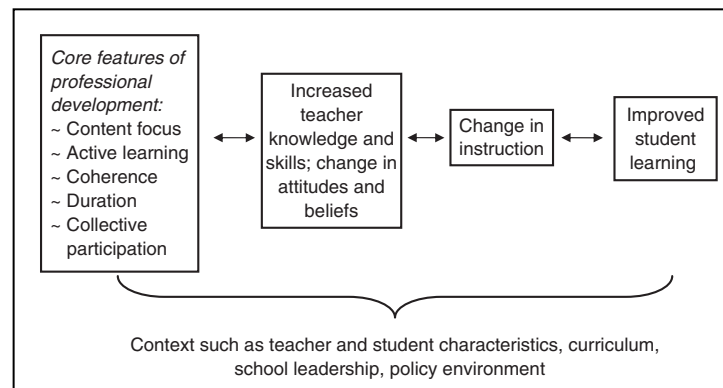 Core features of
professional
development:
~ Content focus
~ Active learning
~ Coherence
~ Duration
~ Collective
participation
Increased
teacher
knowledge and
skills; change in
attitudes and
beliefs
Change in
instruction
Improved
student
learning
Context such as teacher and student characteristics, curriculum,
school leadership, policy environment